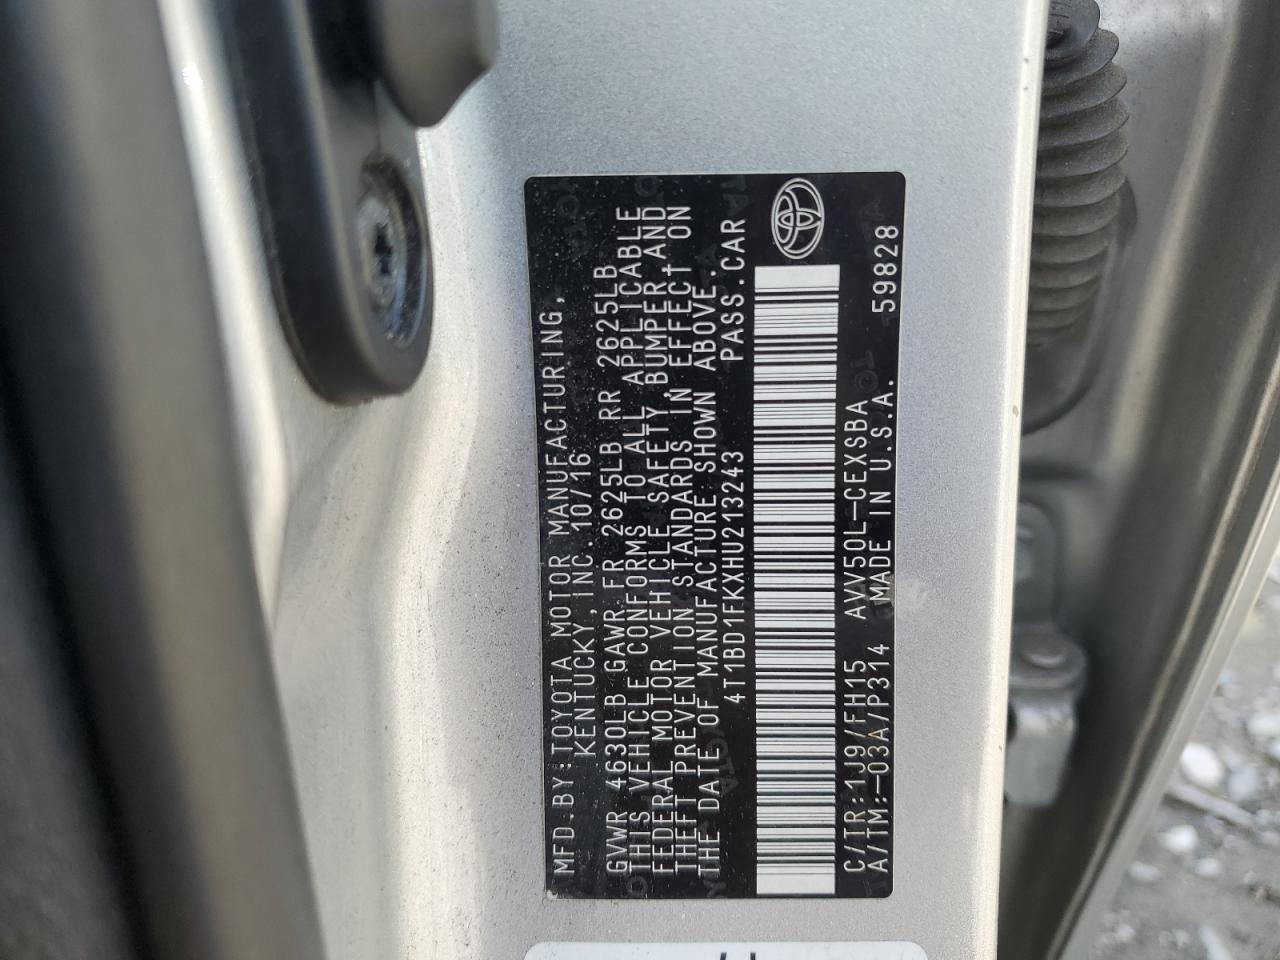 MFD.BY:TOYOTA MOTOR MANUFACTURING,
KENTUCKY, INC. 10/16
GVWR 4630LB GAWR FR 2625LB RR 2625LB
THIS VEHICLE CONFORMS TO ALL APPLICABLE
FEDERAL MOTOR VEHICLE SAFETY, BUMPER, AND
THEFT PREVENTION STANDARDS IN EFFECT ON
THE DATE OF MANUFACTURE SHOWN ABOVE.
4T1BD1FKXHU213243 PASS.CAR
C/TR:1J9/FH15 AVV50L-CEXSBA 59828
A/TM:-03A/P314 MADE IN U.S.A.